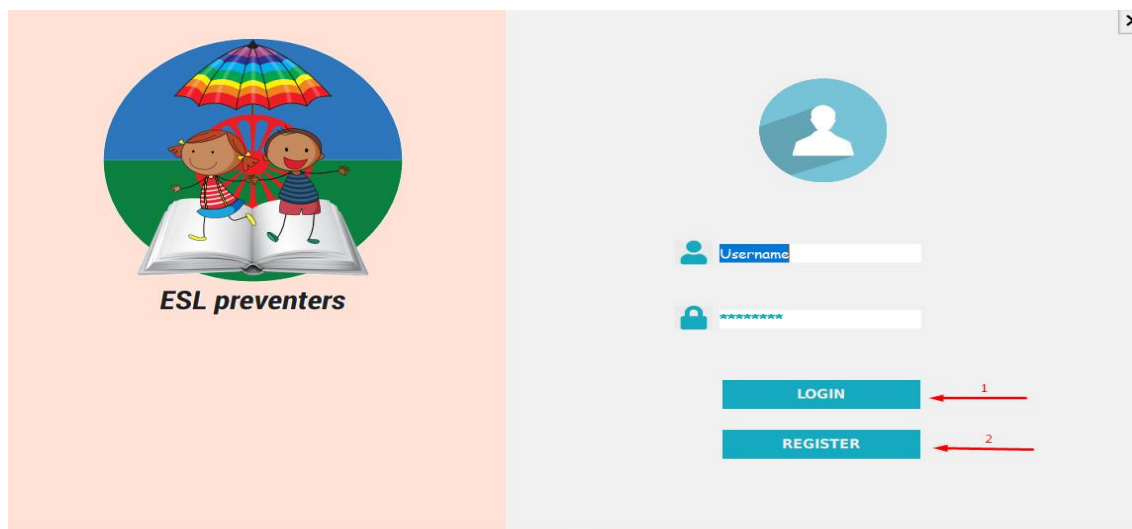 ESL preventers
Username
********
LOGIN
1
REGISTER
2